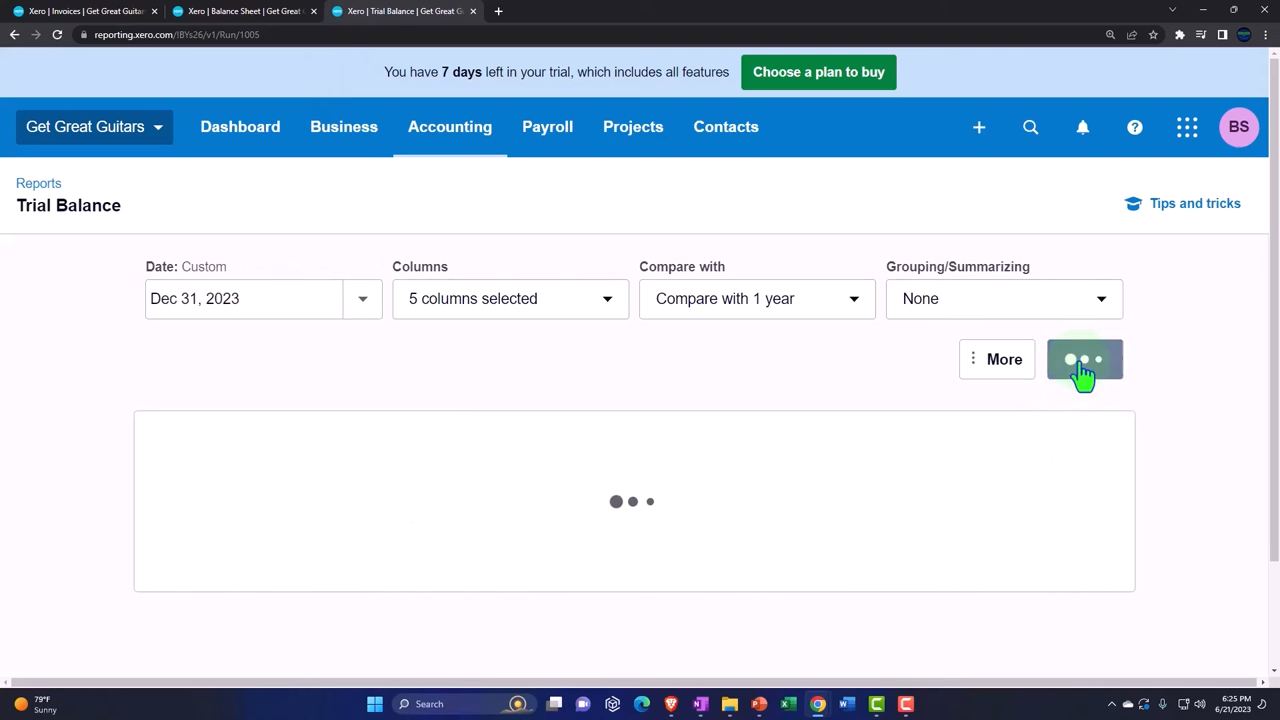 Xero | Invoices | Get Great Guitar
Xero | Balance Sheet | Get Great
Xero | Trial Balance | Get Great G
reporting.xero.com/!BYs26/v1/Run/1005
You have 7 days left in your trial, which includes all features
Choose a plan to buy
Get Great Guitars
Dashboard
Business
Accounting
Payroll
Projects
Contacts
BS
Reports
Trial Balance
Tips and tricks
Date: Custom
Columns
Compare with
Grouping/Summarizing
Dec 31, 2023
5 columns selected
Compare with 1 year
None
More
79°F
Sunny
Search
6:25 PM
6/21/2023